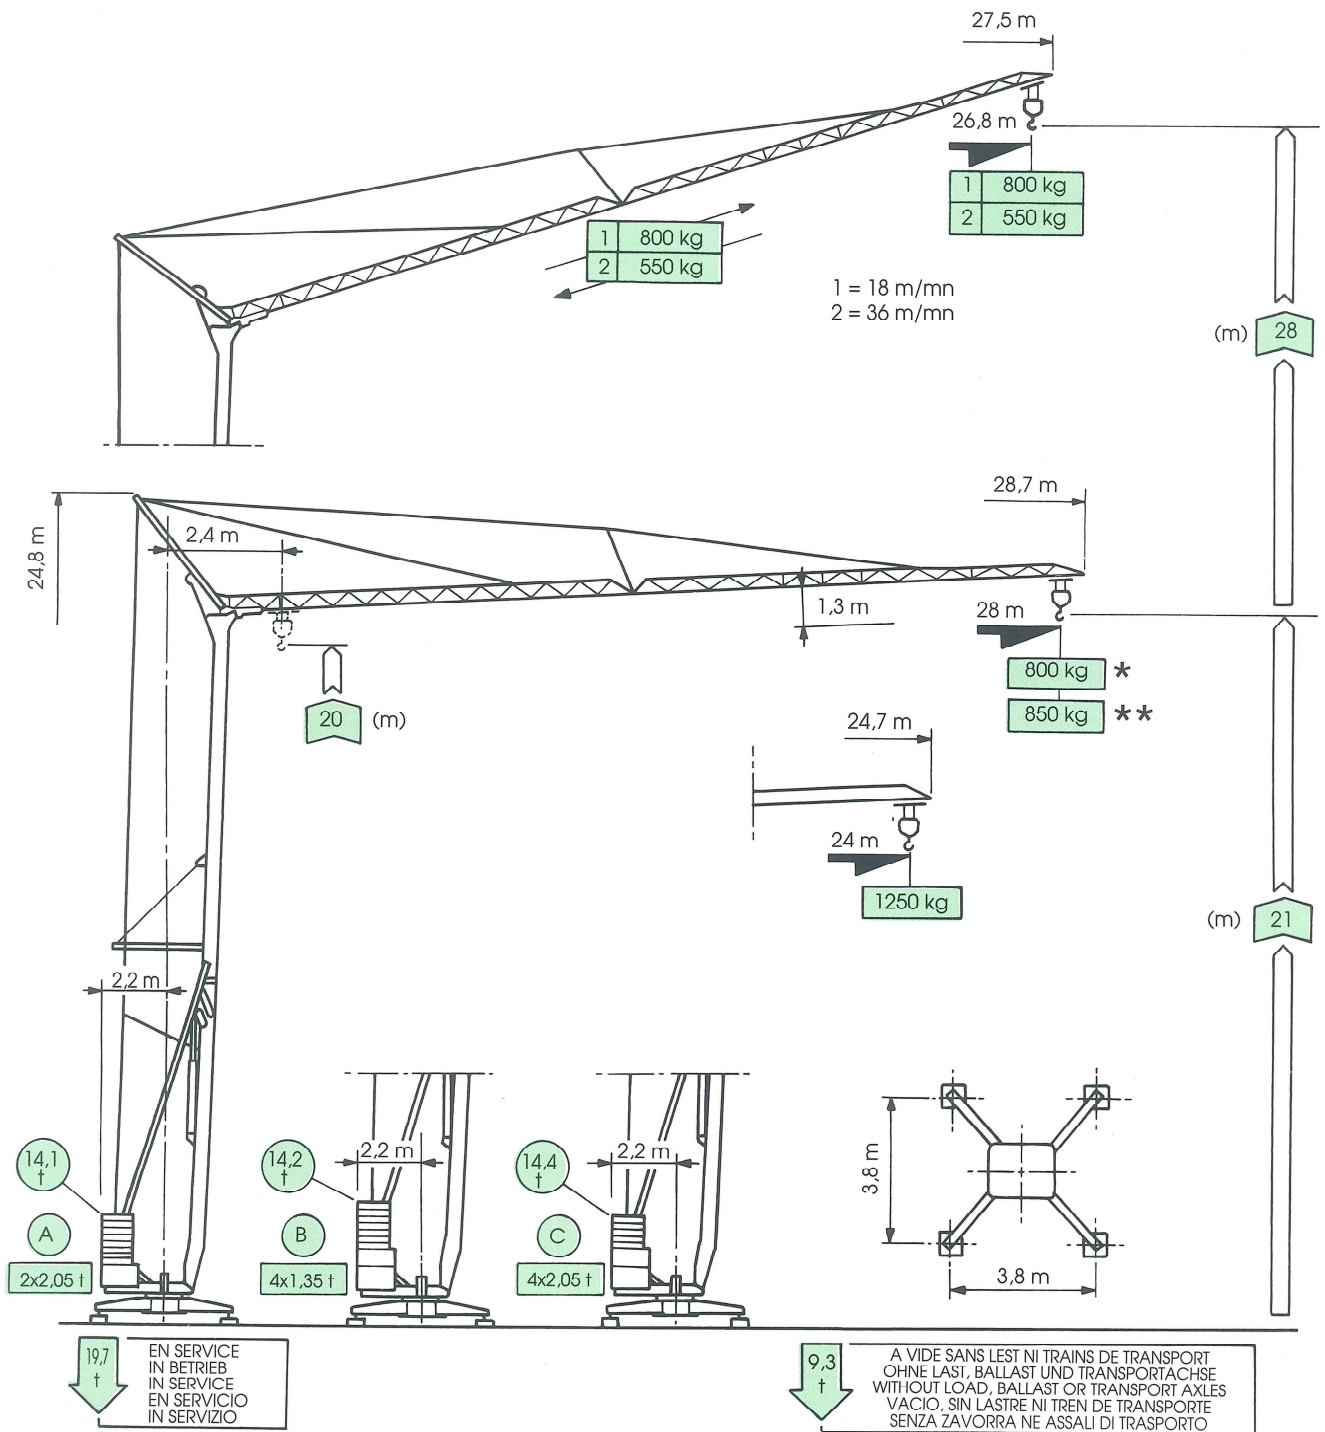 27,5 m
26,8 m
1 800 kg
2 550 kg
1 800 kg
2 550 kg
1 = 18 m/mn
2 = 36 m/mn
(m) 28
28,7 m
24,8 m
2,4 m
1,3 m
28 m
800 kg *
850 kg **
20 (m)
24,7 m
24 m
1250 kg
(m) 21
2,2 m
14,1 t
A
2x2,05 t
14,2 t
2,2 m
B
4x1,35 t
14,4 t
2,2 m
C
4x2,05 t
3,8 m
3,8 m
19,7 t
EN SERVICE
IN BETRIEB
IN SERVICE
EN SERVICIO
IN SERVIZIO
9,3 t
A VIDE SANS LEST NI TRAINS DE TRANSPORT
OHNE LAST, BALLAST UND TRANSPORTACHSE
WITHOUT LOAD, BALLAST OR TRANSPORT AXLES
VACIO, SIN LASTRE NI TREN DE TRANSPORTE
SENZA ZAVORRA NE ASSALI DI TRASPORTO